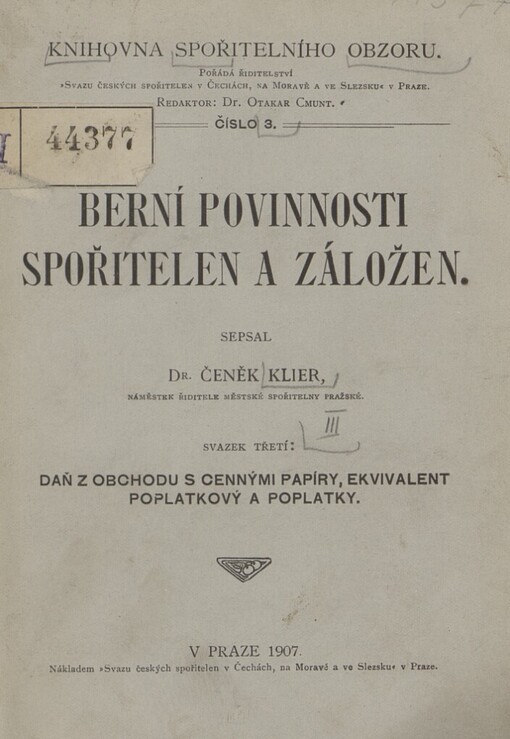 KNIHOVNA SPOŘITELNÍHO OBZORU.
POŘÁDÁ ŘIDITELSTVÍ
»SVAZU ČESKÝCH SPOŘITELEN V ČECHÁCH, NA MORAVĚ A VE SLEZSKU« V PRAZE.
REDAKTOR: DR. OTAKAR CMUNT.
ČÍSLO 3.
44377
BERNÍ POVINNOSTI
SPOŘITELEN A ZÁLOŽEN.
SEPSAL
DR. ČENĚK KLIER,
NÁMĚSTEK ŘIDITELE MĚSTSKÉ SPOŘITELNY PRAŽSKÉ.
III
SVAZEK TŘETÍ:
DAŇ Z OBCHODU S CENNÝMI PAPÍRY, EKVIVALENT
POPLATKOVÝ A POPLATKY.
V PRAZE 1907.
Nákladem »Svazu českých spořitelen v Čechách, na Moravě a ve Slezsku« v Praze.